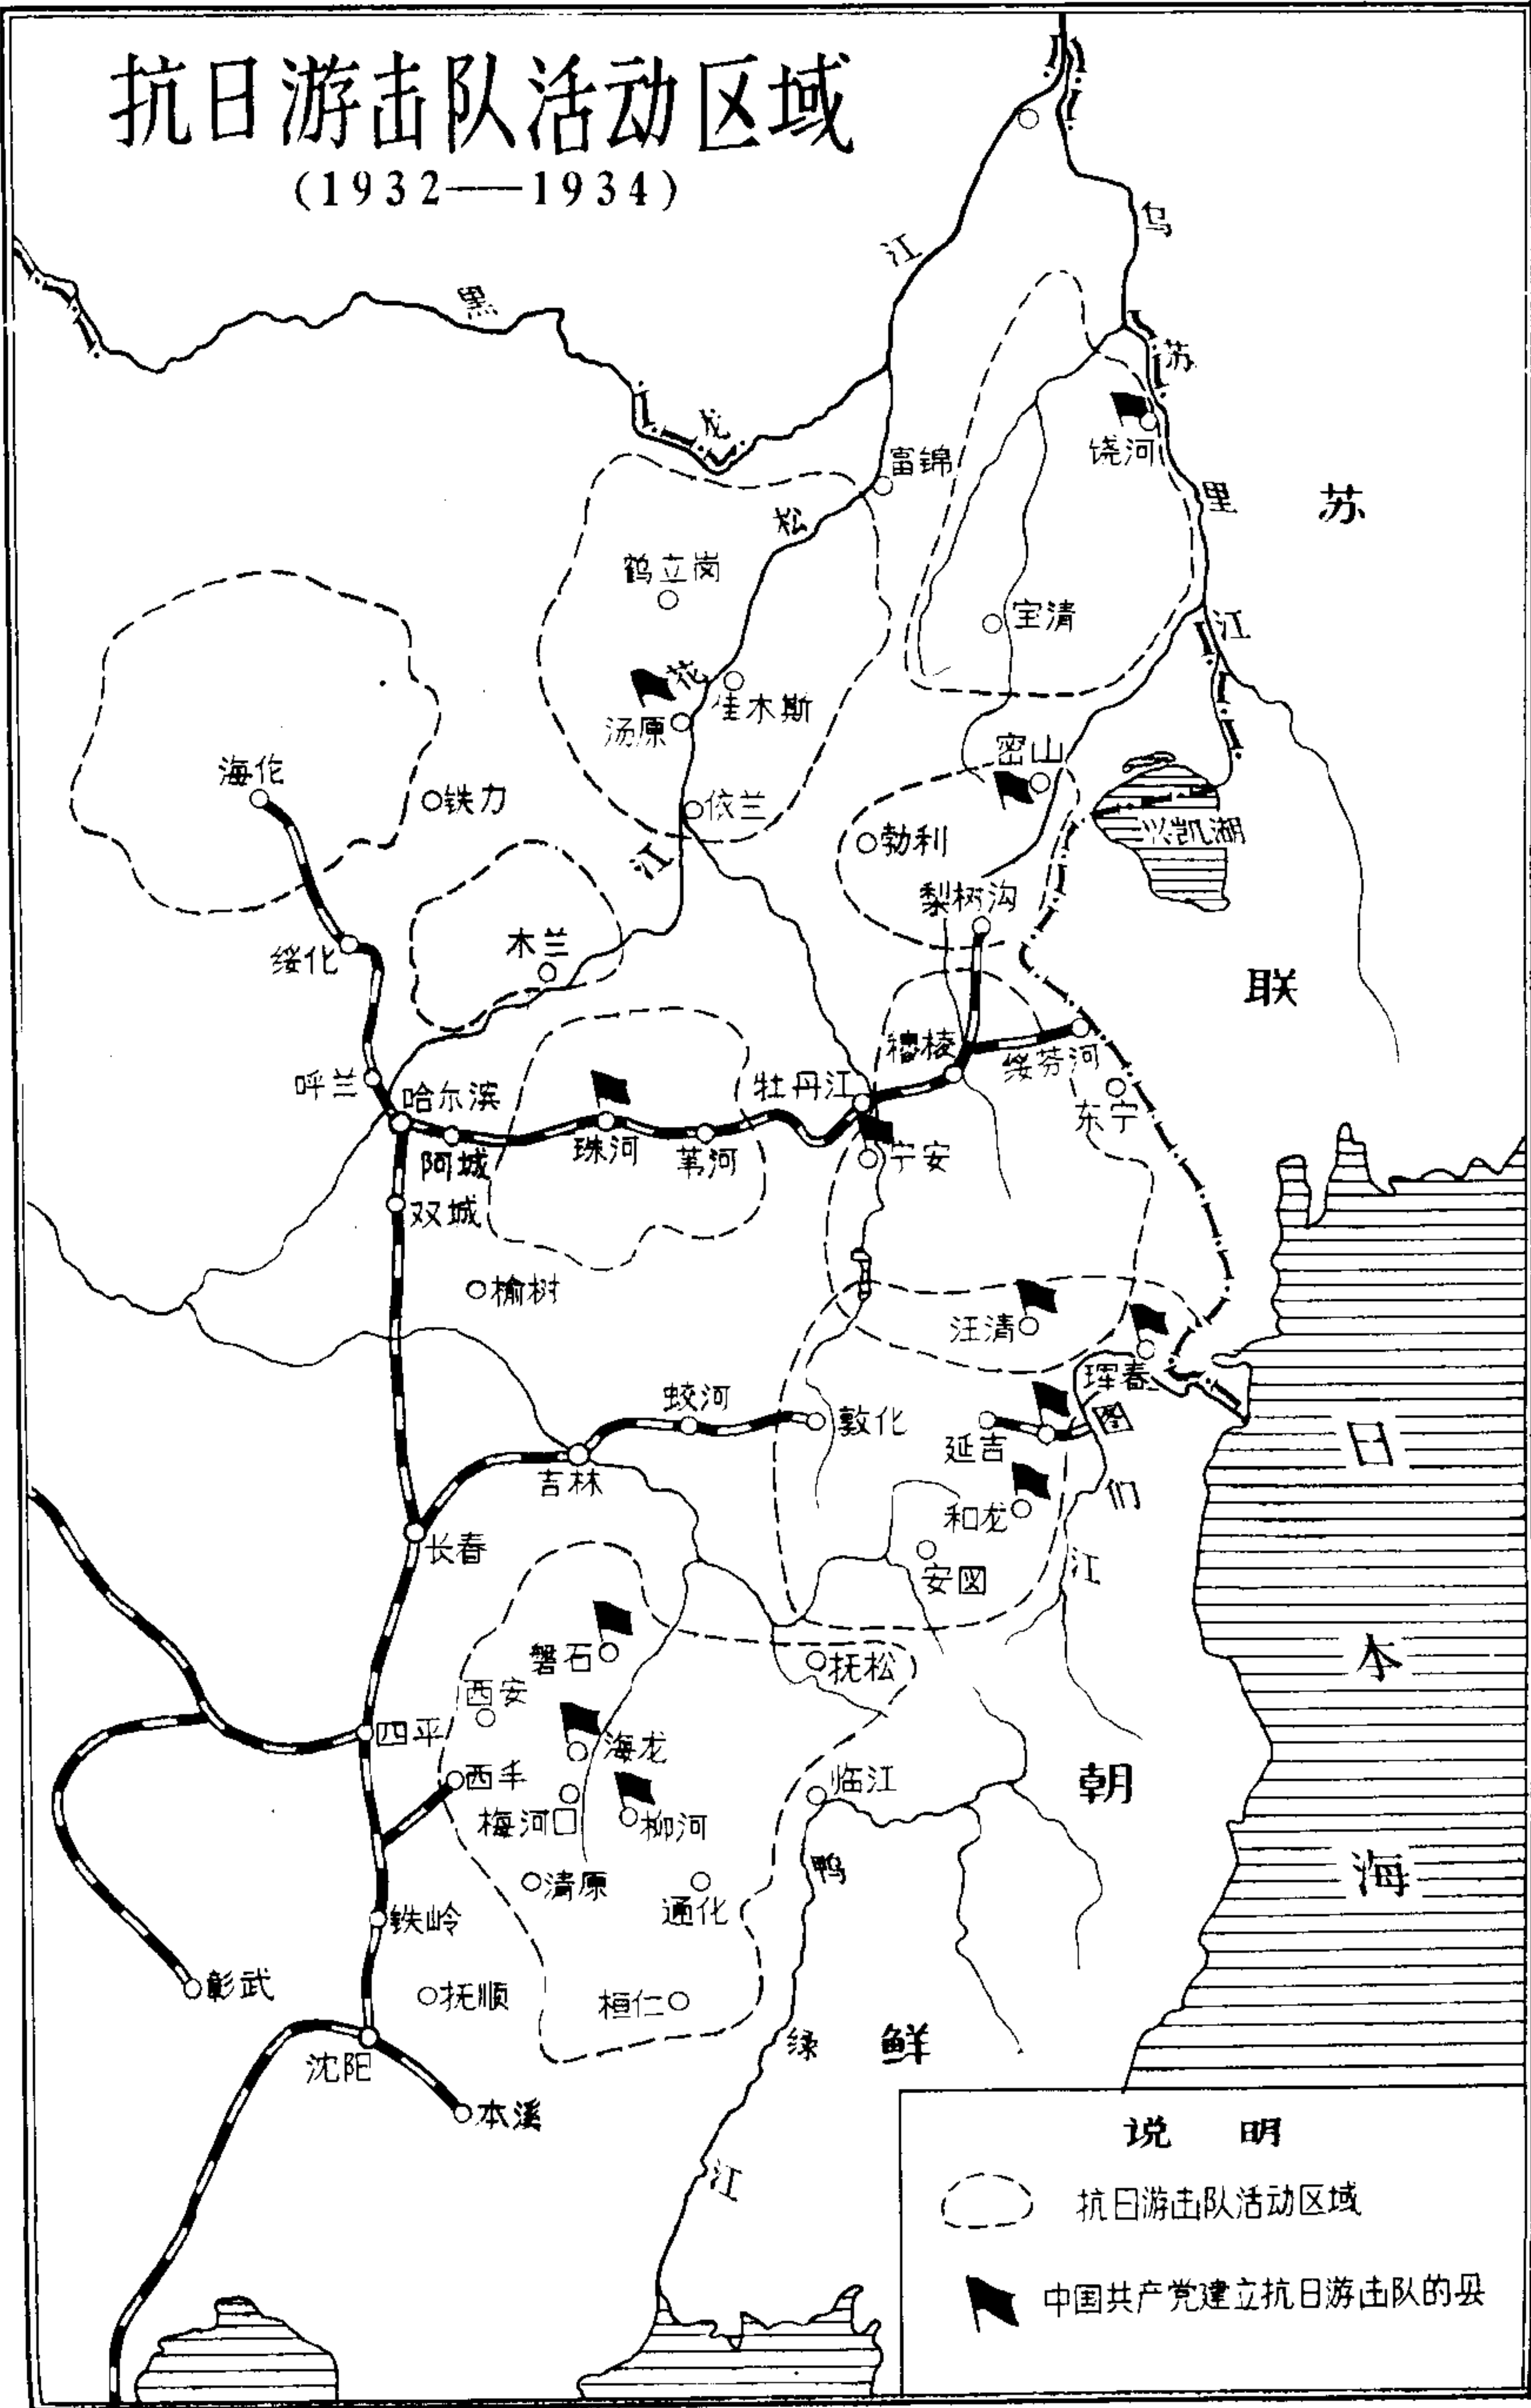 抗日游击队活动区域
(1932——1934)
黑
龙
江
乌
苏
里
江
苏
联
饶河
富锦
松
花
江
鹤立岗
宝清
汤原
佳木斯
依兰
海伦
铁力
密山
勃利
兴凯湖
梨树沟
木兰
绥化
呼兰
哈尔滨
阿城
双城
珠河
苇河
牡丹江
穆棱
绥芬河
东宁
宁安
榆树
汪清
珲春
蛟河
敦化
延吉
图
们
江
吉林
和龙
安図
长春
磐石
抚松
西安
四平
海龙
西丰
梅河口
柳河
临江
清原
通化
铁岭
彰武
抚顺
桓仁
沈阳
本溪
鸭
绿
江
朝
鲜
日
本
海
说 明
抗日游击队活动区域
中国共产党建立抗日游击队的县